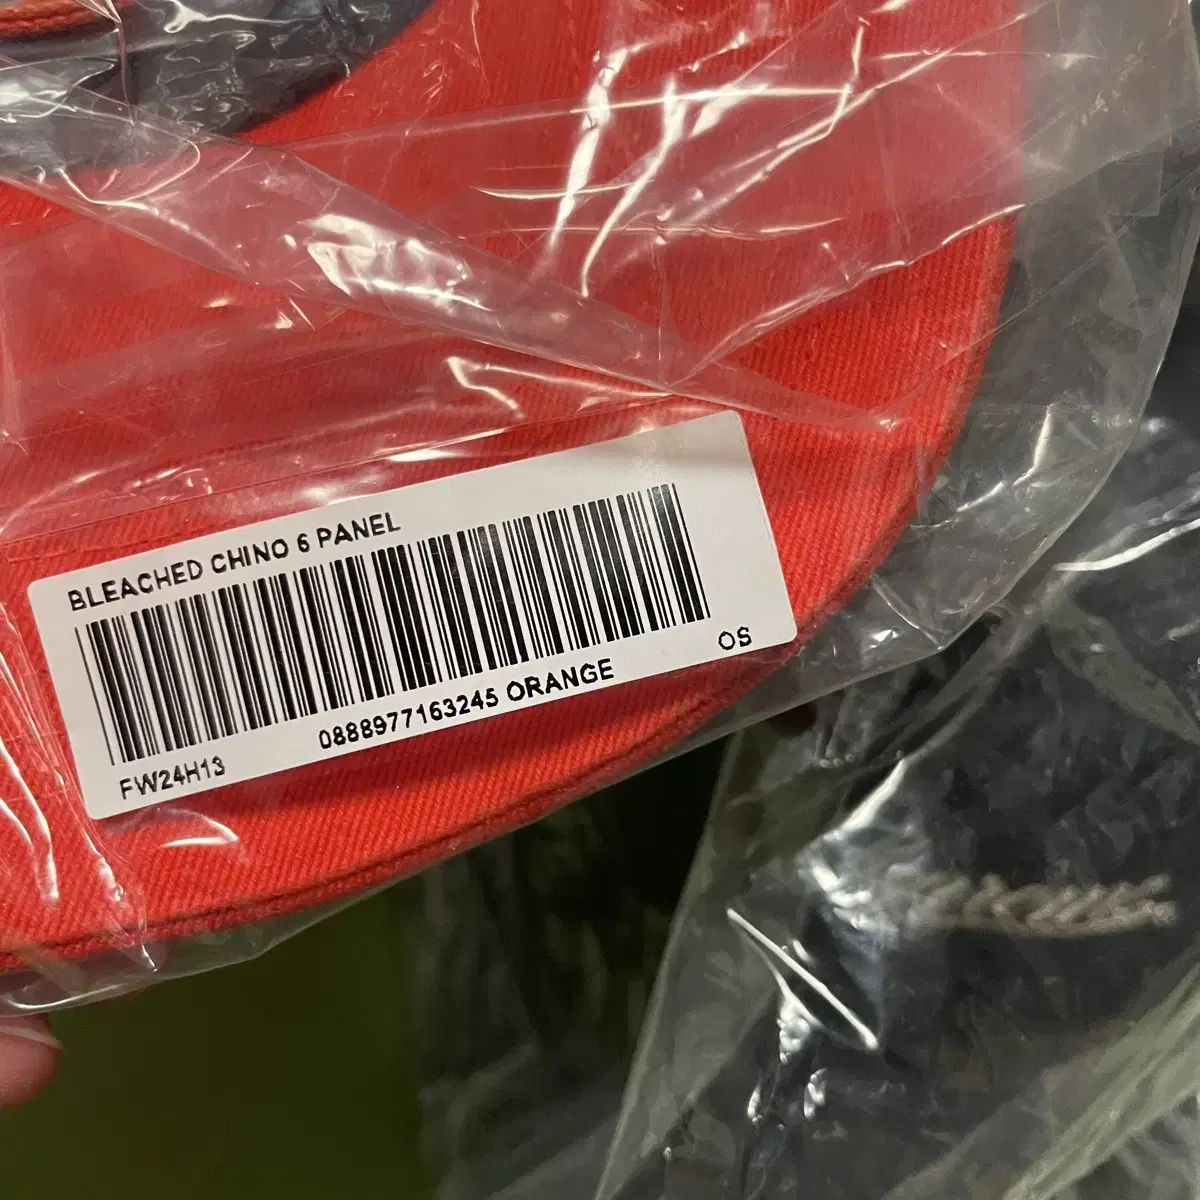 BLEACHED CHINO 6 PANEL
0888977163245 ORANGE
OS
FW24H13